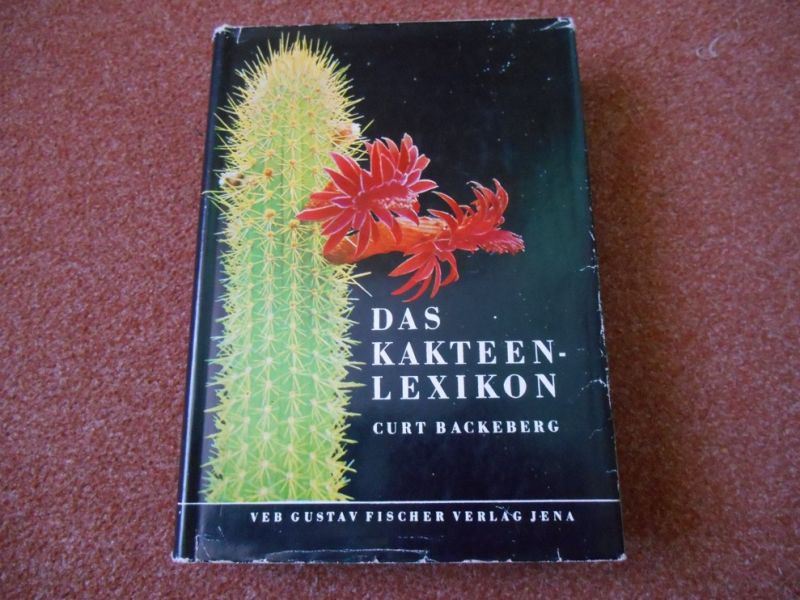 DAS
KAKTEEN-
LEXIKON
CURT BACKEBERG
VEB GUSTAV FISCHER VERLAG JENA